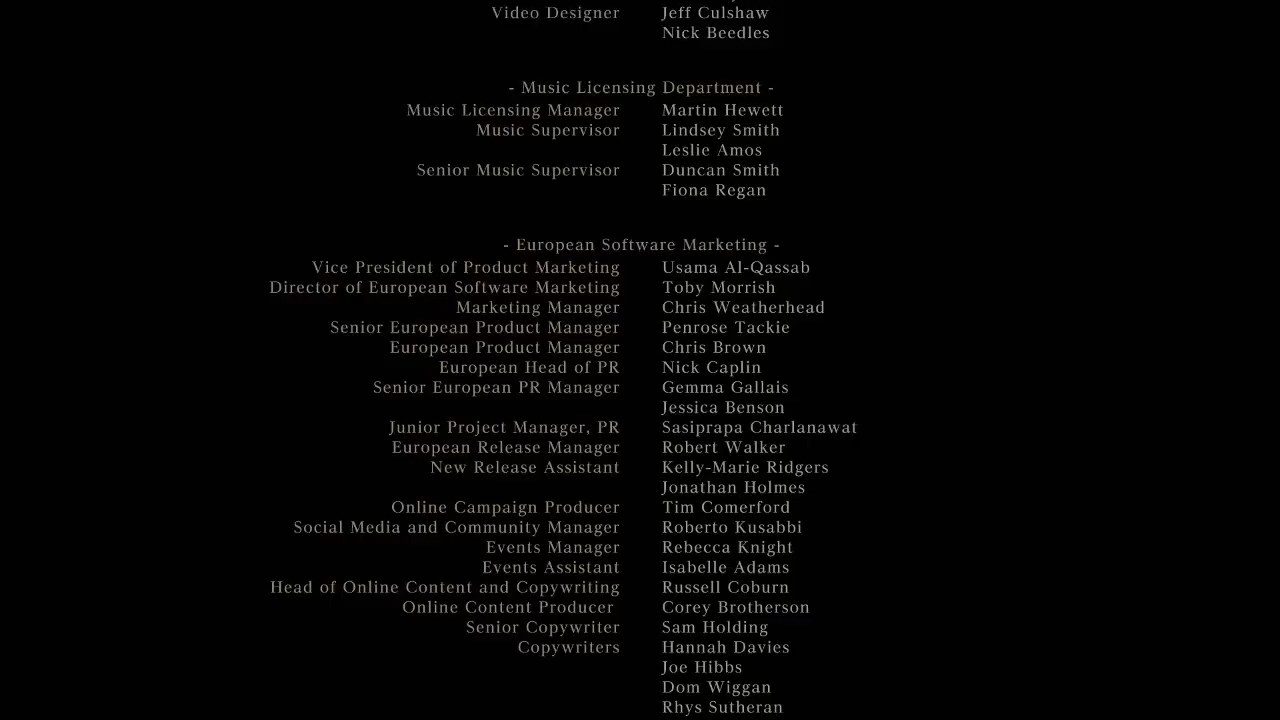 Video Designer Jeff Culshaw
Nick Beedles
- Music Licensing Department -
Music Licensing Manager Martin Hewett
Music Supervisor Lindsey Smith
Leslie Amos
Senior Music Supervisor Duncan Smith
Fiona Regan
- European Software Marketing -
Vice President of Product Marketing Usama Al-Qassab
Director of European Software Marketing Toby Morrish
Marketing Manager Chris Weatherhead
Senior European Product Manager Penrose Tackie
European Product Manager Chris Brown
European Head of PR Nick Caplin
Senior European PR Manager Gemma Gallais
Jessica Benson
Junior Project Manager, PR Sasiprapa Charlanawat
European Release Manager Robert Walker
New Release Assistant Kelly-Marie Ridgers
Jonathan Holmes
Online Campaign Producer Tim Comerford
Social Media and Community Manager Roberto Kusabbi
Events Manager Rebecca Knight
Events Assistant Isabelle Adams
Head of Online Content and Copywriting Russell Coburn
Online Content Producer Corey Brotherson
Senior Copywriter Sam Holding
Copywriters Hannah Davies
Joe Hibbs
Dom Wiggan
Rhys Sutheran